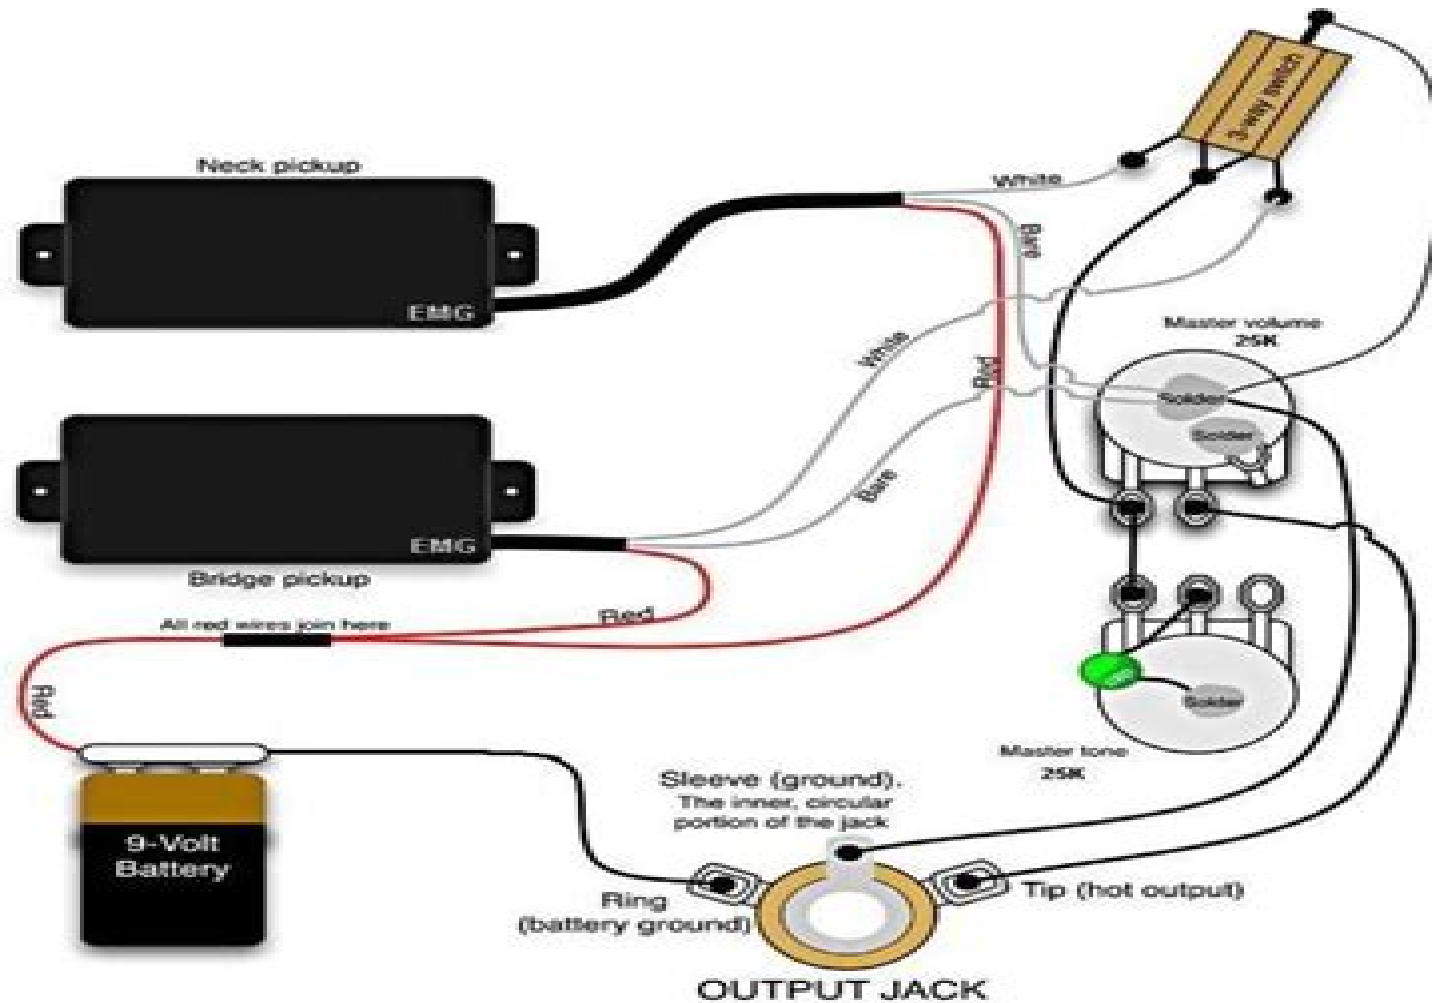 3-way switch
Neck pickup
White
Bare
EMG
Master volume
25K
White
Red
Solder
Solder
Bare
EMG
Bridge pickup
Red
All red wires join here
Red
Solder
Master tone
25K
Sleeve (ground).
The inner, circular
portion of the jack
9-Volt
Battery
Ring
(battery ground)
Tip (hot output)
OUTPUT JACK